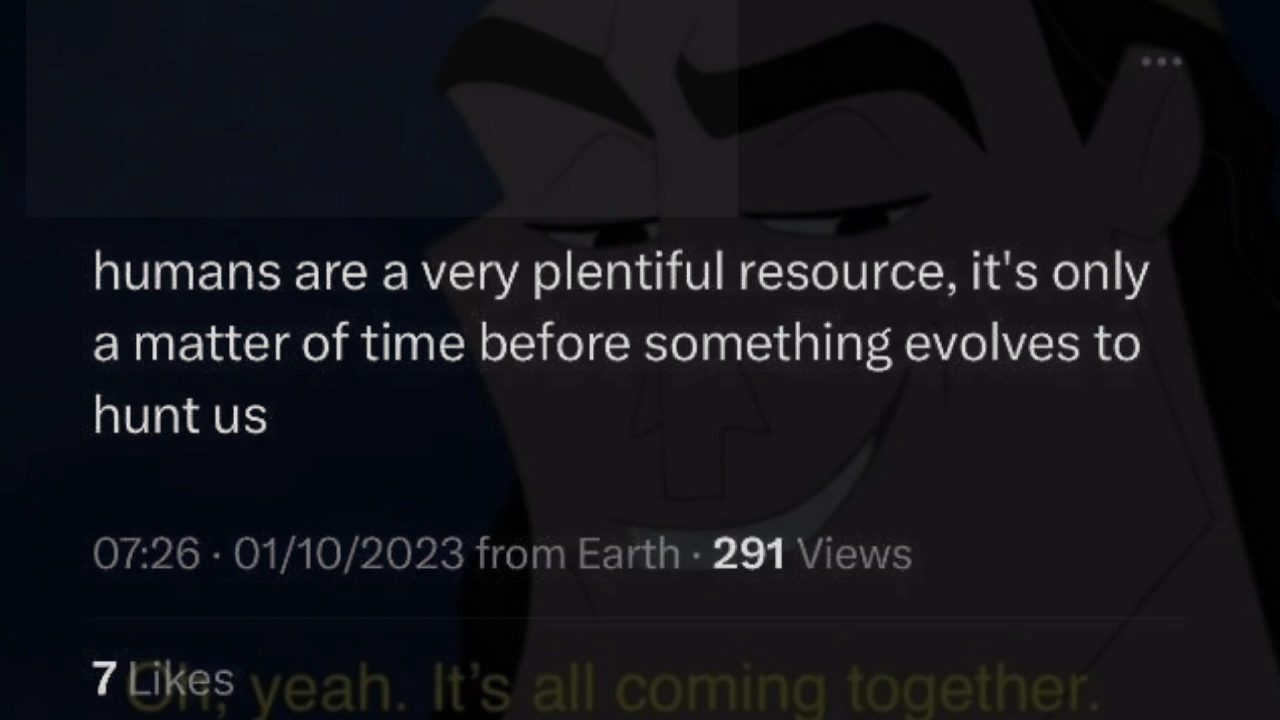 humans are a very plentiful resource, it's only
a matter of time before something evolves to
hunt us
07:26 · 01/10/2023 from Earth · 291 Views
7 Likes
Oh, yeah. It's all coming together.